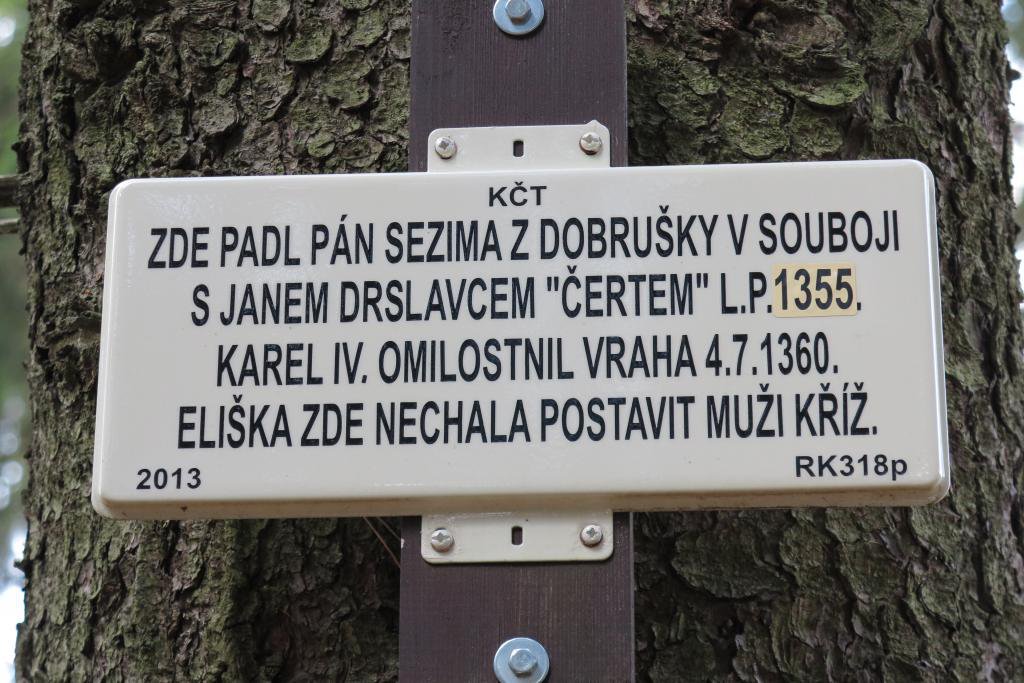 KČT
ZDE PADL PÁN SEZIMA Z DOBRUŠKY V SOUBOJI
S JANEM DRSLAVCEM "ČERTEM" L.P.1355.
KAREL IV. OMILOSTNIL VRAHA 4.7.1360.
ELIŠKA ZDE NECHALA POSTAVIT MUŽI KŘÍŽ.
2013 RK318p